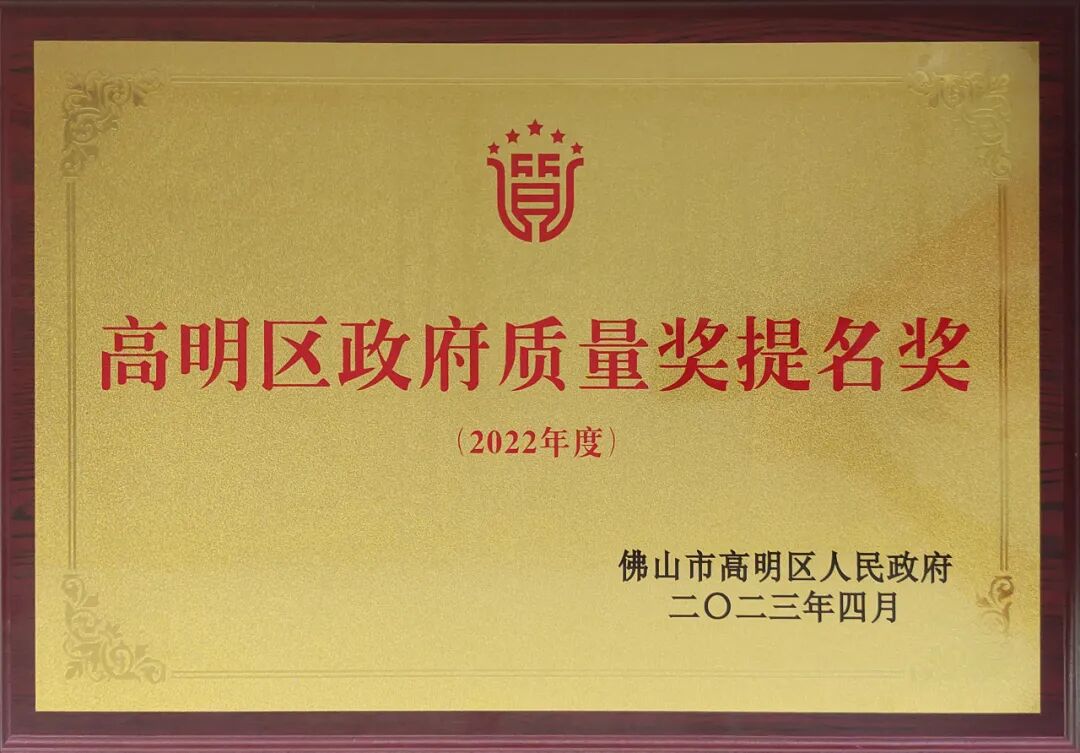 高明区政府质量奖提名奖
（2022年度）
佛山市高明区人民政府
二〇二三年四月